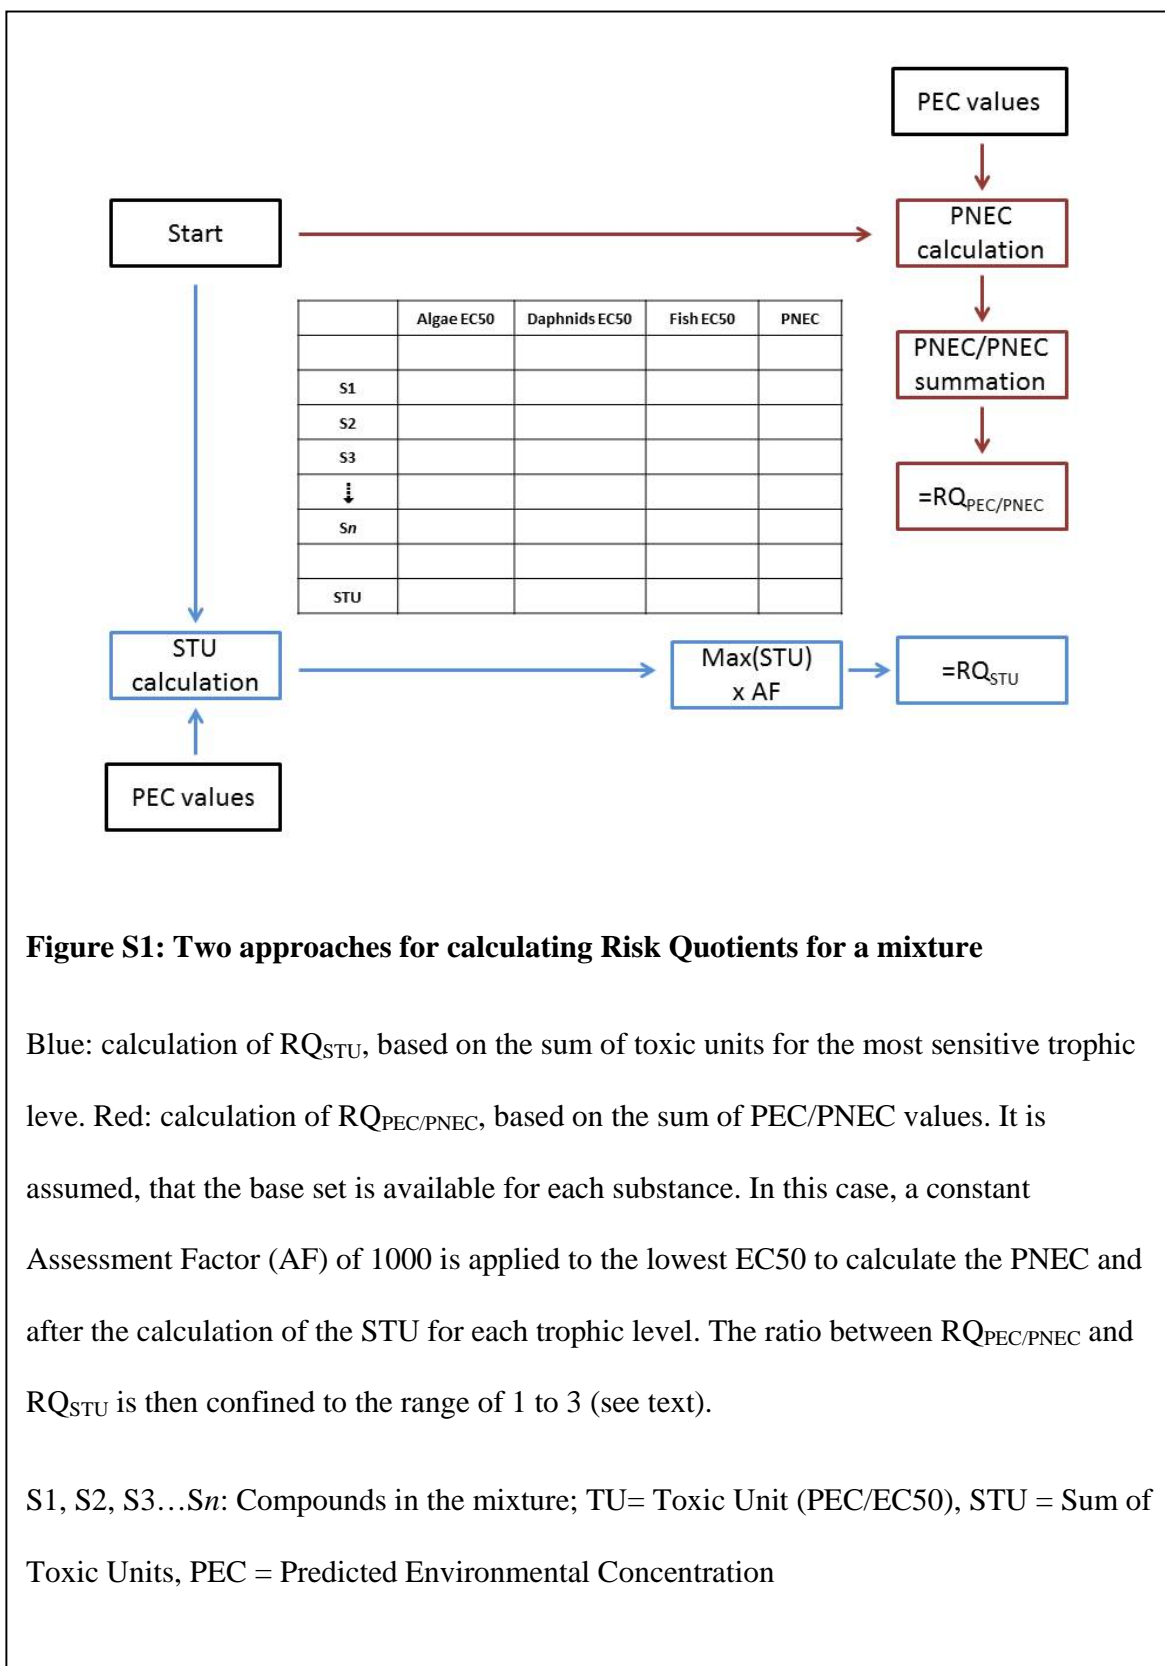 PEC values
Start
PNEC
calculation
Algae EC50 Daphnids EC50 Fish EC50 PNEC
S1
S2
S3
Sn
STU
PNEC/PNEC
summation
=RQPEC/PNEC
STU
calculation
Max(STU)
x AF
=RQSTU
PEC values
Figure S1: Two approaches for calculating Risk Quotients for a mixture
Blue: calculation of RQSTU, based on the sum of toxic units for the most sensitive trophic
leve. Red: calculation of RQPEC/PNEC, based on the sum of PEC/PNEC values. It is
assumed, that the base set is available for each substance. In this case, a constant
Assessment Factor (AF) of 1000 is applied to the lowest EC50 to calculate the PNEC and
after the calculation of the STU for each trophic level. The ratio between RQPEC/PNEC and
RQSTU is then confined to the range of 1 to 3 (see text).
S1, S2, S3…Sn: Compounds in the mixture; TU= Toxic Unit (PEC/EC50), STU = Sum of
Toxic Units, PEC = Predicted Environmental Concentration